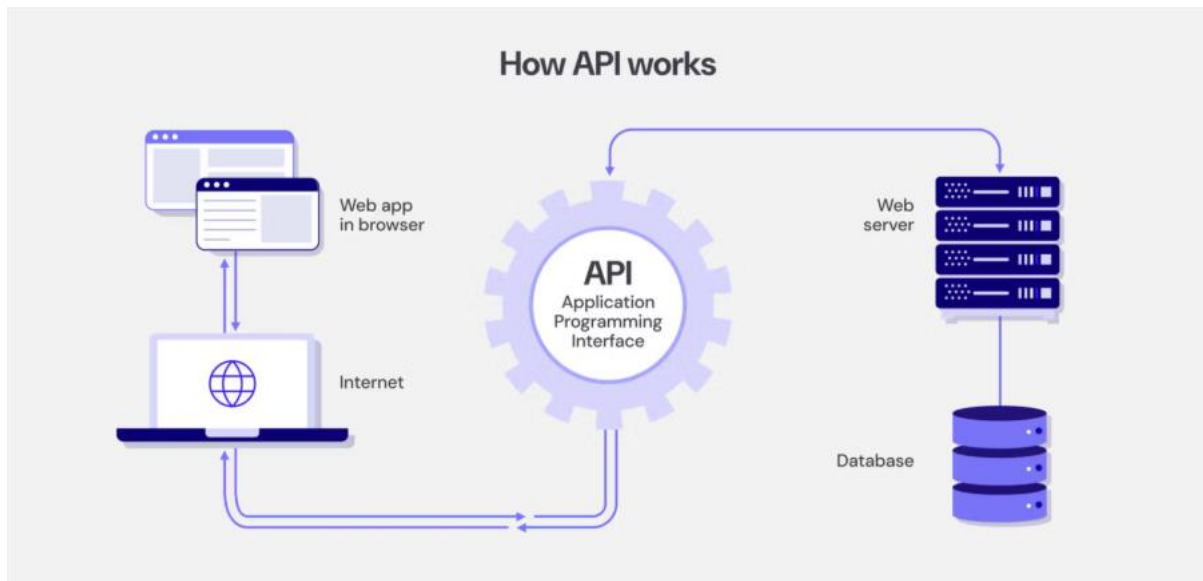 How API works
Web app
in browser
Internet
API
Application
Programming
Interface
Web
server
Database